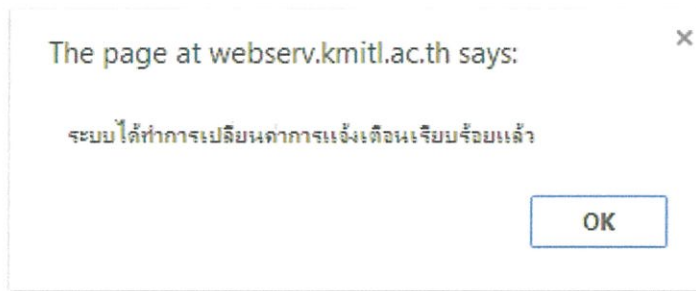 The page at webserv.kmitl.ac.th says:
ระบบได้ทำการเปลี่ยนค่าการแจ้งเตือนเรียบร้อยแล้ว
OK